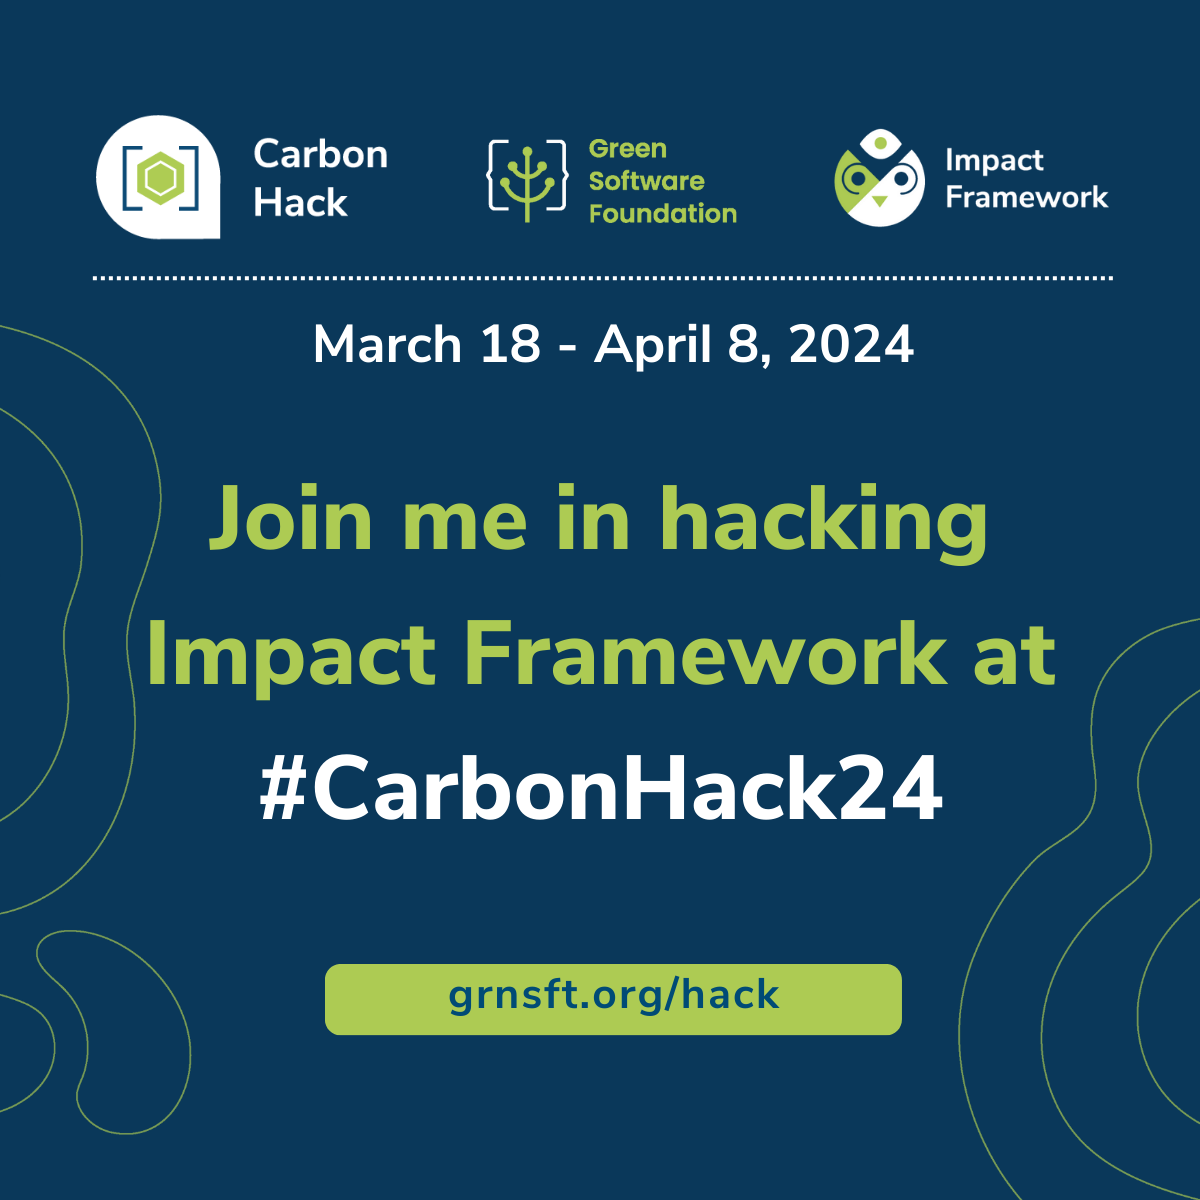 Carbon
Hack
Green
Software
Foundation
Impact
Framework
March 18 - April 8, 2024
Join me in hacking
Impact Framework at
#CarbonHack24
grnsft.org/hack